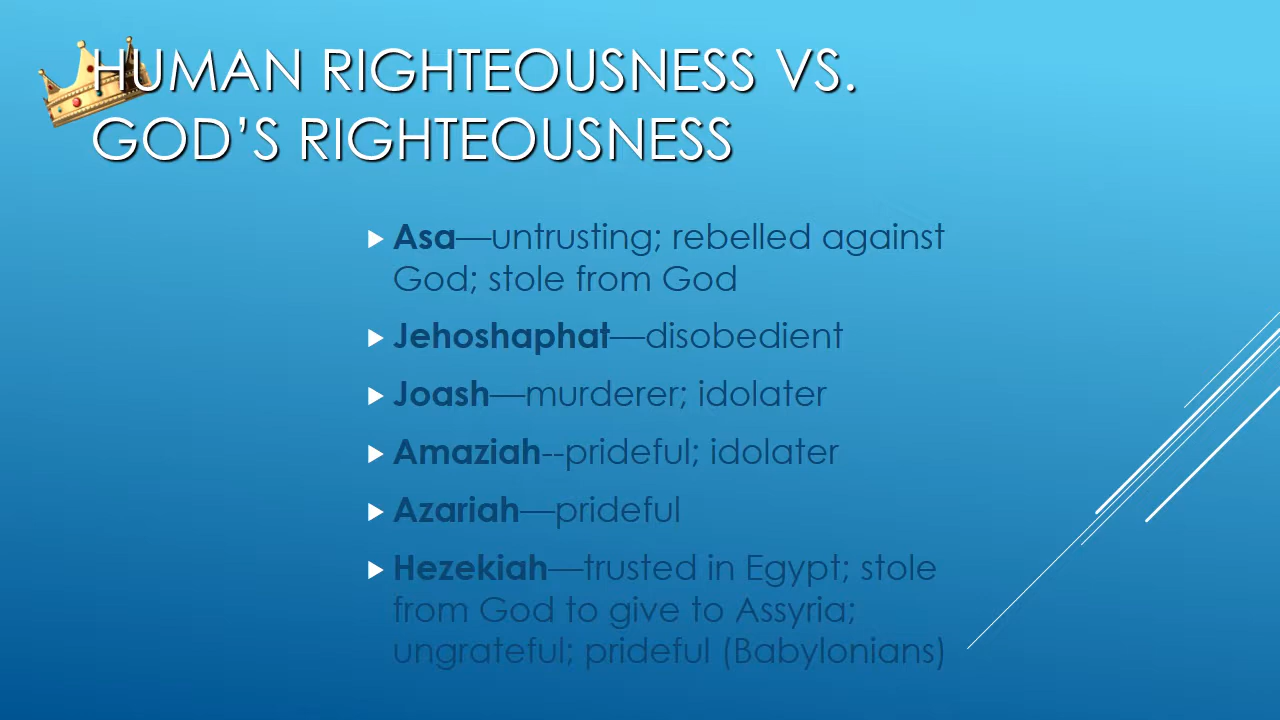 HUMAN RIGHTEOUSNESS VS.
GOD’S RIGHTEOUSNESS
Asa—untrusting; rebelled against
God; stole from God
Jehoshaphat—disobedient
Joash—murderer; idolater
Amaziah--prideful; idolater
Azariah—prideful
Hezekiah—trusted in Egypt; stole
from God to give to Assyria;
ungrateful; prideful (Babylonians)